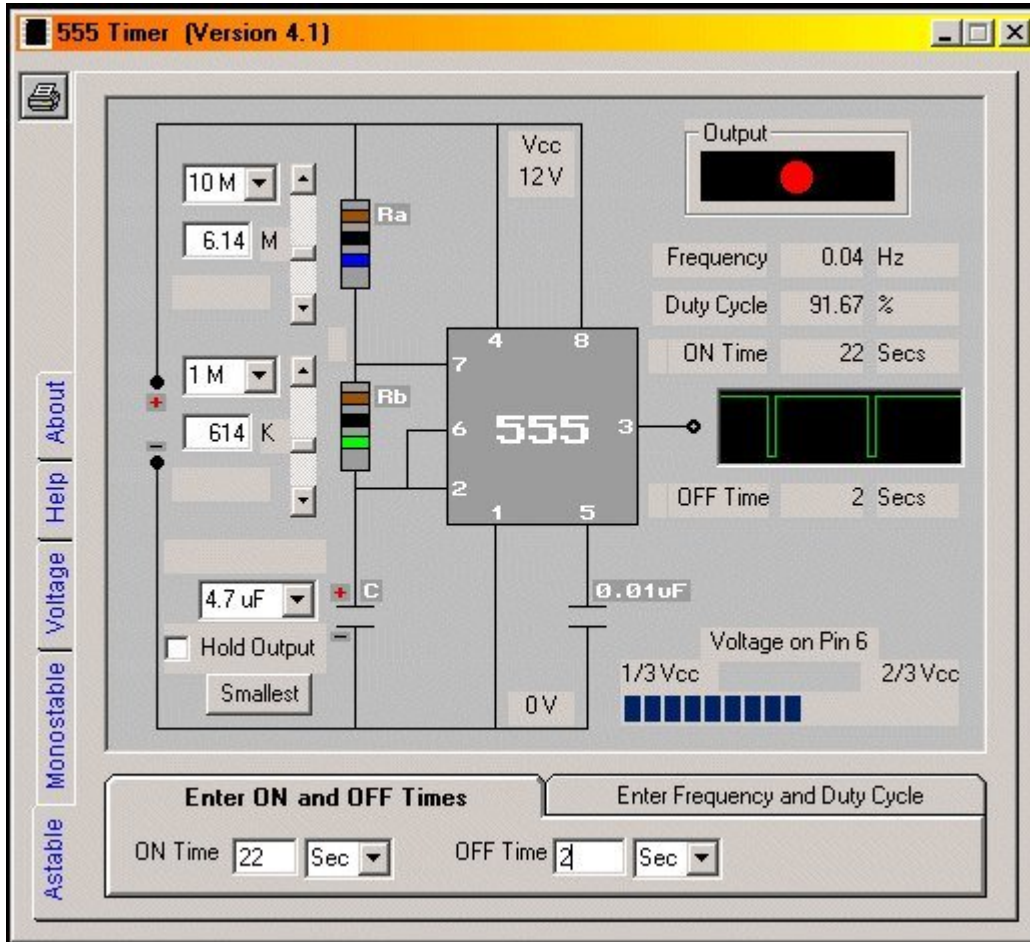 555 Timer (Version 4.1)
Vcc
12 V
Output
10 M
Ra
6.14 M
Frequency 0.04 Hz
Duty Cycle 91.67 %
4 8
ON Time 22 Secs
7
1 M
+
Rb
614 K
6 555 3
2
OFF Time 2 Secs
1 5
4.7 uF
+ C
0.01uF
Hold Output
Voltage on Pin 6
1/3 Vcc 2/3 Vcc
Smallest
0 V
About
Help
Voltage
Monostable
Astable
Enter ON and OFF Times
Enter Frequency and Duty Cycle
ON Time 22 Sec OFF Time 2 Sec